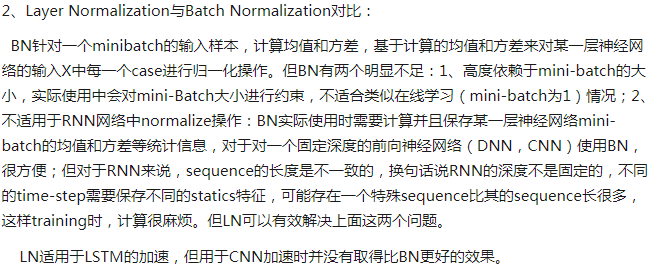 2、Layer Normalization与Batch Normalization对比：
BN针对一个minibatch的输入样本，计算均值和方差，基于计算的均值和方差来对某一层神经网
络的输入X中每一个case进行归一化操作。但BN有两个明显不足：1、高度依赖于mini-batch的大
小，实际使用中会对mini-Batch大小进行约束，不适合类似在线学习（mini-batch为1）情况；2、
不适用于RNN网络中normalize操作：BN实际使用时需要计算并且保存某一层神经网络mini-
batch的均值和方差等统计信息，对于对一个固定深度的前向神经网络（DNN，CNN）使用BN，
很方便；但对于RNN来说，sequence的长度是不一致的，换句话说RNN的深度不是固定的，不同
的time-step需要保存不同的statics特征，可能存在一个特殊sequence比其的sequence长很多，
这样training时，计算很麻烦。但LN可以有效解决上面这两个问题。
LN适用于LSTM的加速，但用于CNN加速时并没有取得比BN更好的效果。